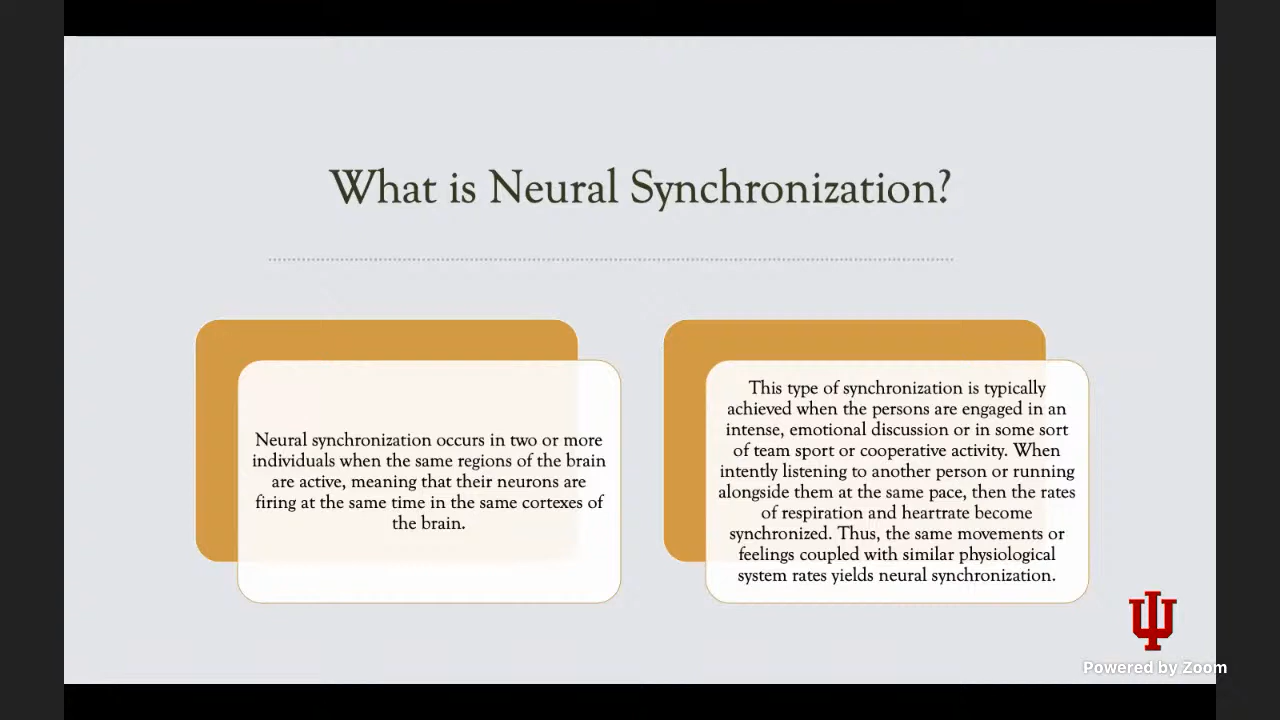 What is Neural Synchronization?
Neural synchronization occurs in two or more
individuals when the same regions of the brain
are active, meaning that their neurons are
firing at the same time in the same cortexes of
the brain.
This type of synchronization is typically
achieved when the persons are engaged in an
intense, emotional discussion or in some sort
of team sport or cooperative activity. When
intently listening to another person or running
alongside them at the same pace, then the rates
of respiration and heartrate become
synchronized. Thus, the same movements or
feelings coupled with similar physiological
system rates yields neural synchronization.
Powered by Zoom